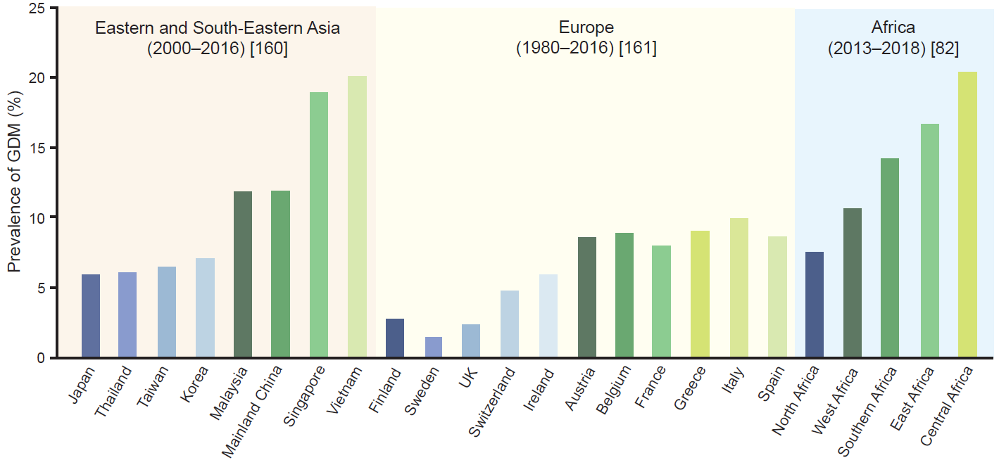 25
20
15
10
5
0
Prevalence of GDM (%)
Eastern and South-Eastern Asia
(2000–2016) [160]
Europe
(1980–2016) [161]
Africa
(2013–2018) [82]
Japan
Thailand
Taiwan
Korea
Malaysia
Mainland China
Singapore
Vietnam
Finland
Sweden
UK
Switzerland
Ireland
Austria
Belgium
France
Greece
Italy
Spain
North Africa
West Africa
Southern Africa
East Africa
Central Africa